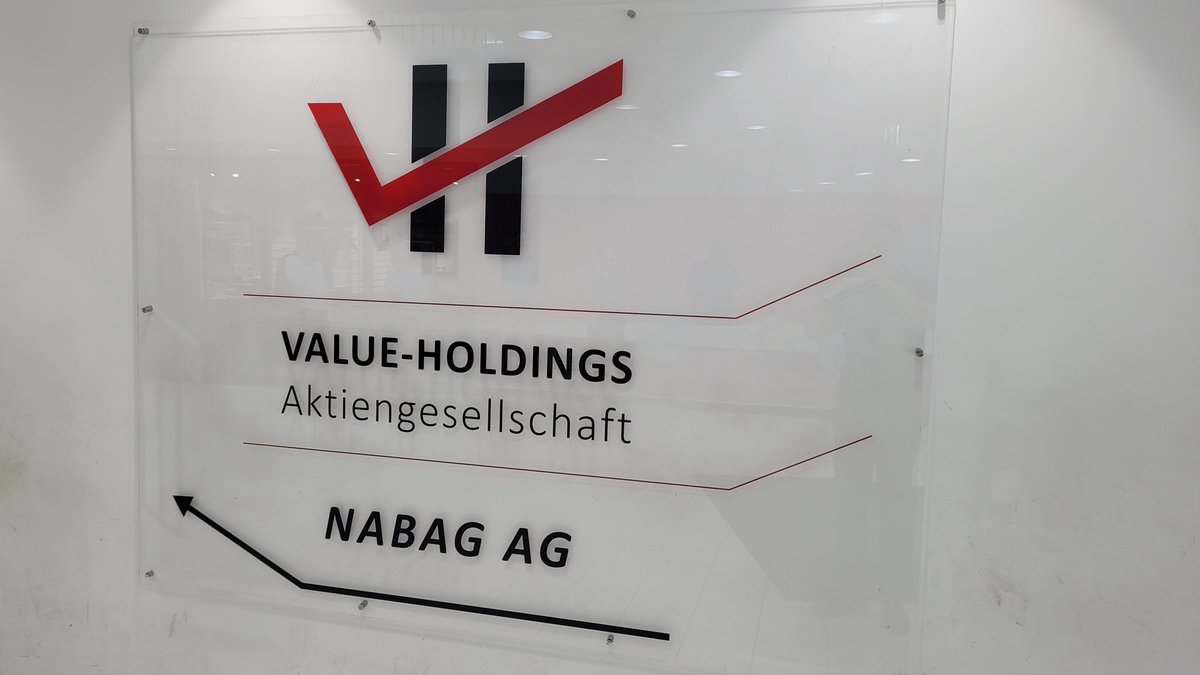 VALUE-HOLDINGS
Aktiengesellschaft
NABAG AG